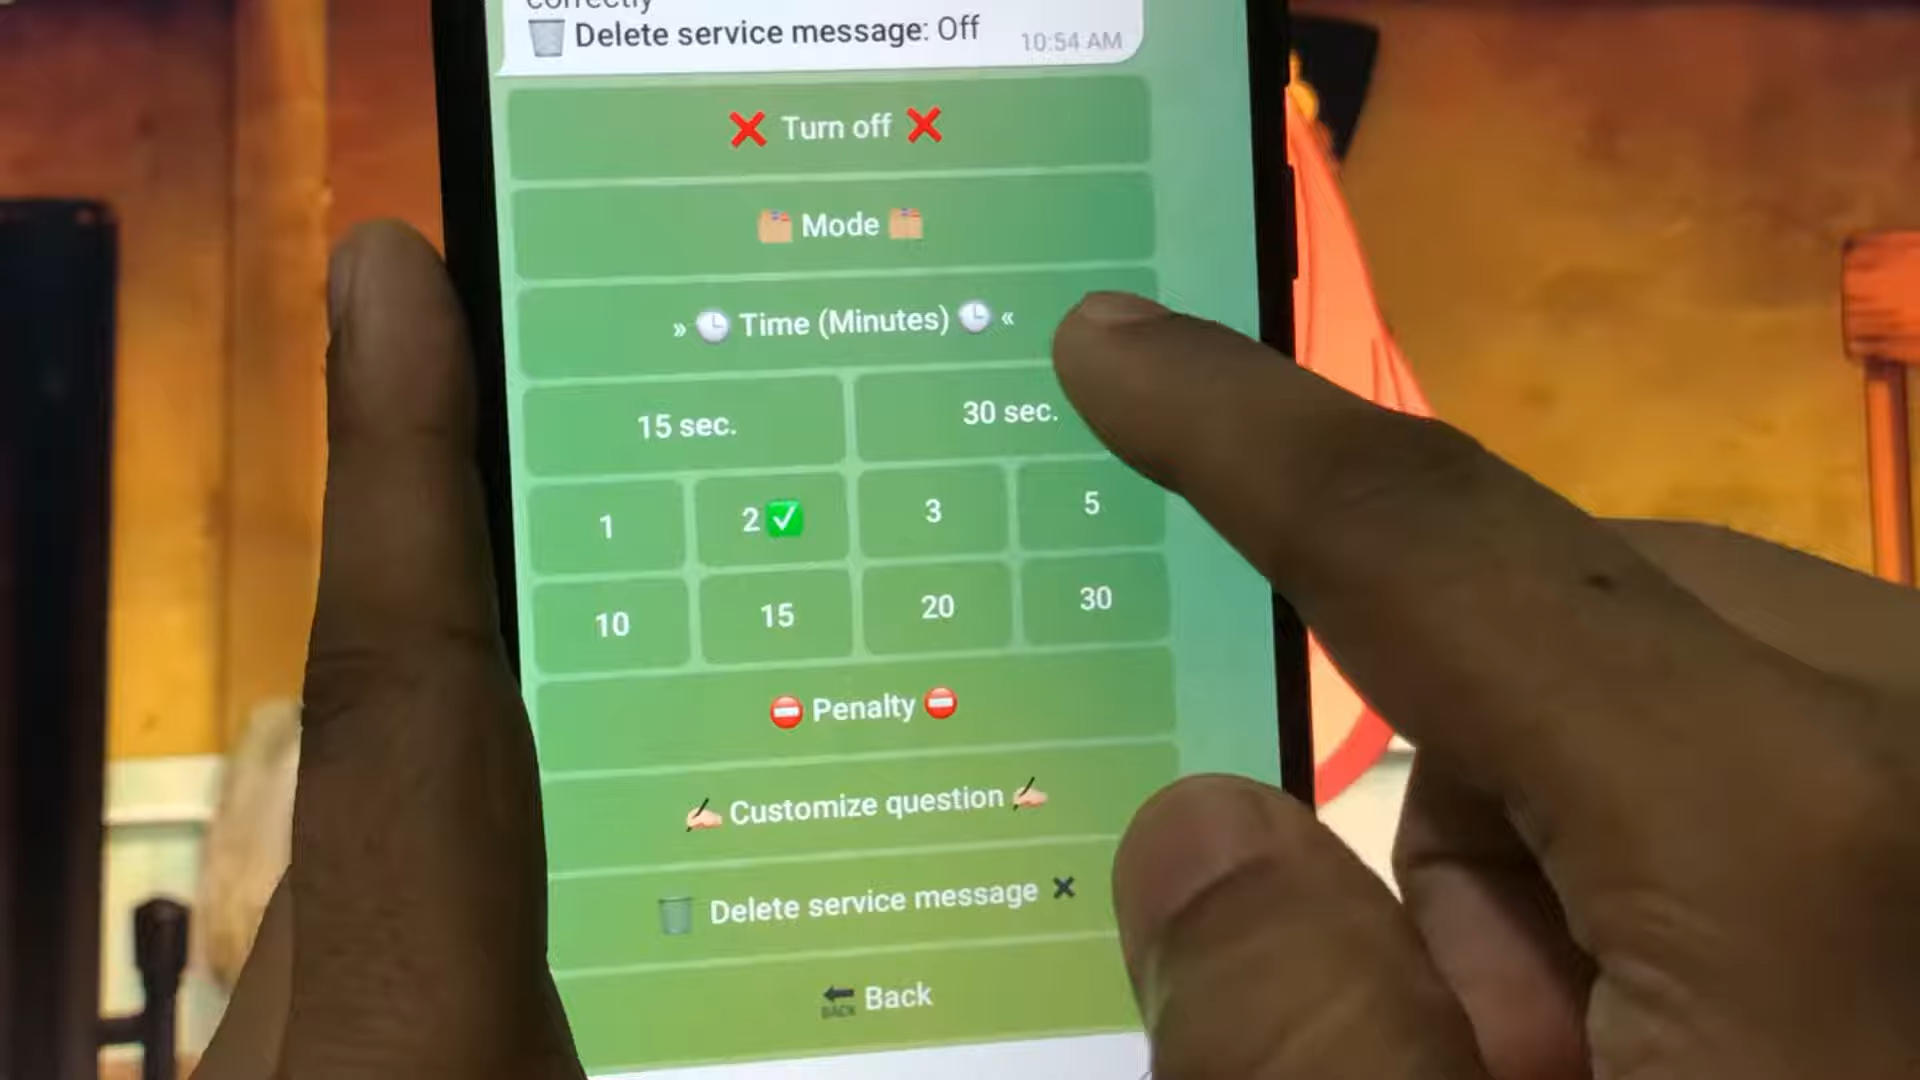 correctly
🗑️ Delete service message: Off
10:54 AM
❌ Turn off ❌
🗂️ Mode 🗂️
» 🕒 Time (Minutes) 🕒 «
15 sec. 30 sec.
1 2✅ 3 5
10 15 20 30
⛔ Penalty ⛔
✍🏻 Customize question ✍🏻
🗑️ Delete service message ✖️
🔙 Back